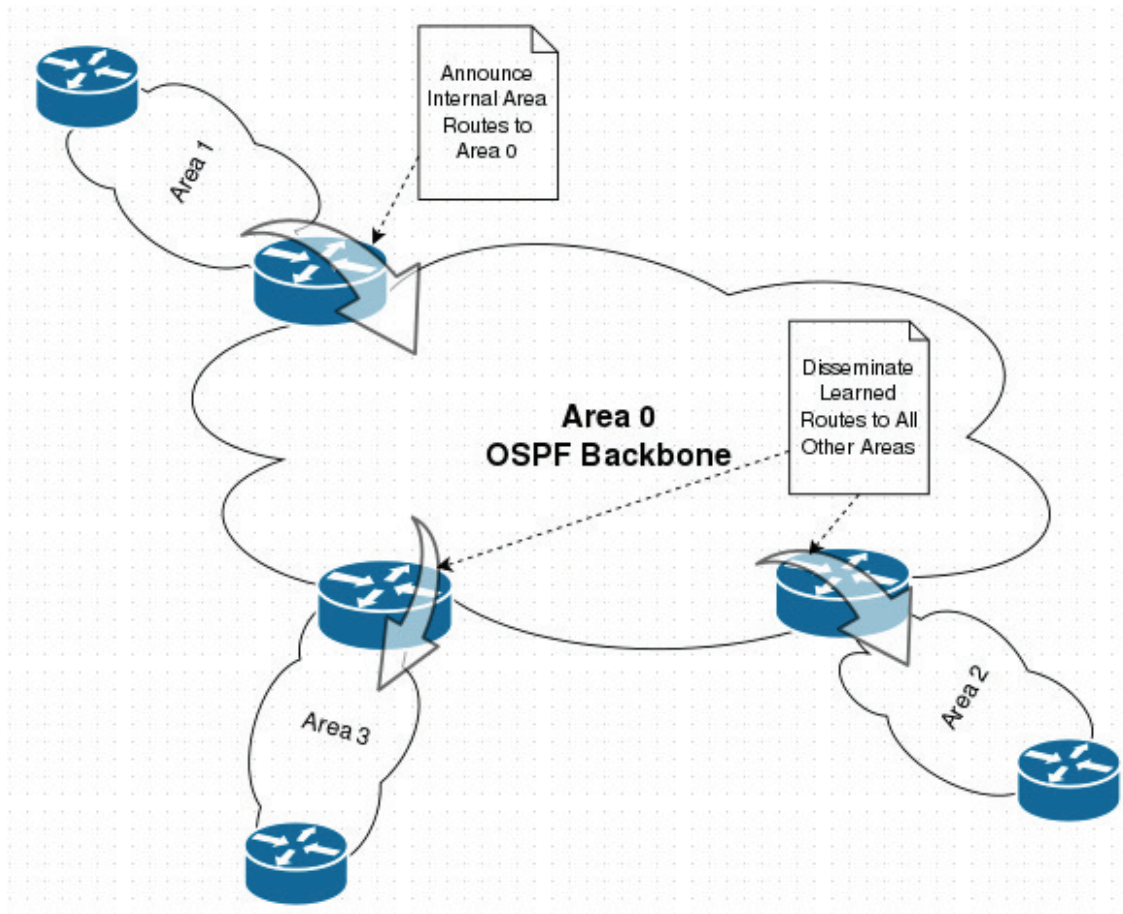 Announce
Internal Area
Routes to
Area 0
Area 1
Disseminate
Learned
Routes to All
Other Areas
Area 0
OSPF Backbone
Area 2
Area 3